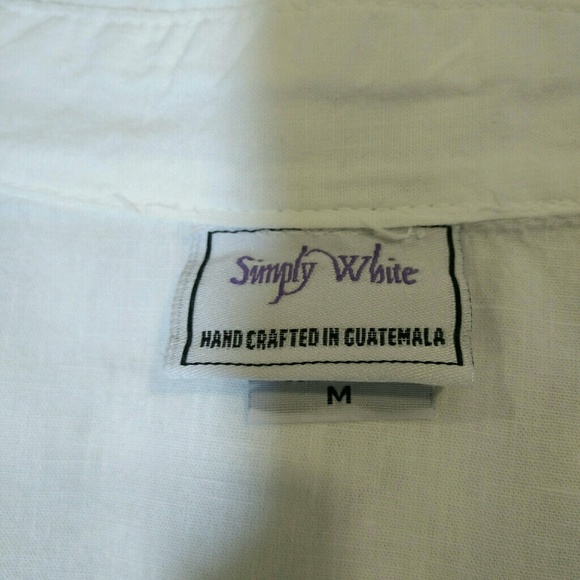 Simply White
HAND CRAFTED IN GUATEMALA
M